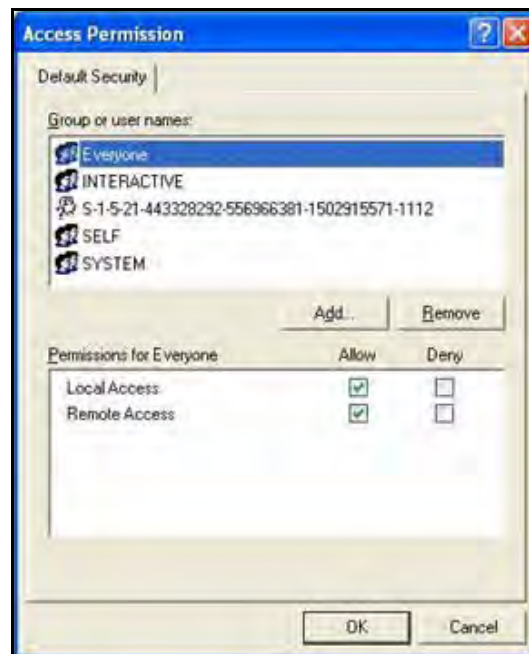 Access Permission
Default Security
Group or user names:
Everyone
INTERACTIVE
S-1-5-21-443328292-556966381-1502915571-1112
SELF
SYSTEM
Add...
Remove
Permissions for Everyone Allow Deny
Local Access
Remote Access
OK
Cancel